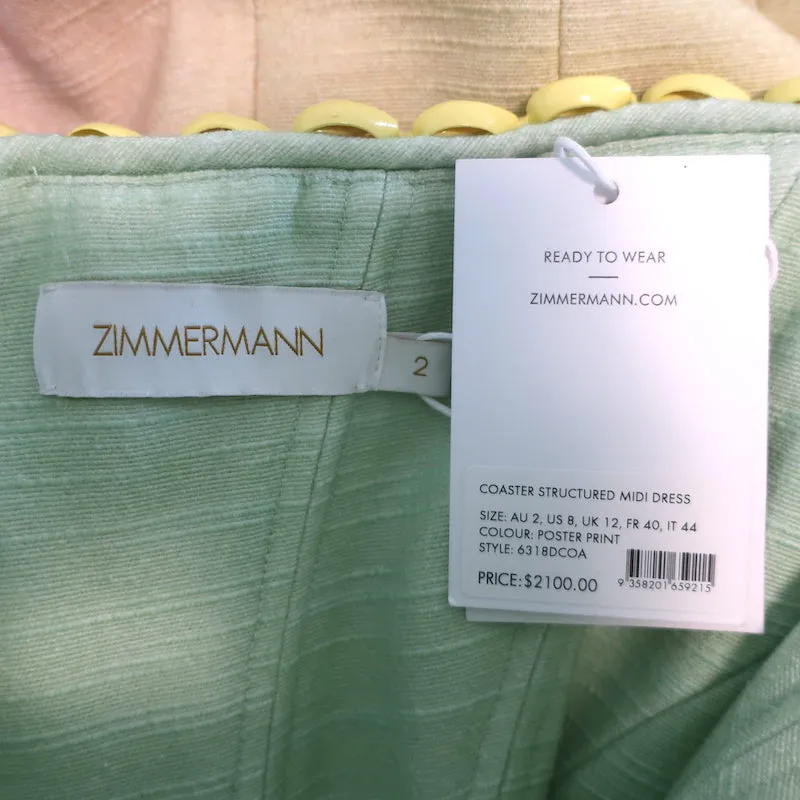 ZIMMERMANN
2
READY TO WEAR
ZIMMERMANN.COM
COASTER STRUCTURED MIDI DRESS
SIZE: AU 2, US 8, UK 12, FR 40, IT 44
COLOUR: POSTER PRINT
STYLE: 6318DCOA
PRICE: $2100.00
9 358201 659215